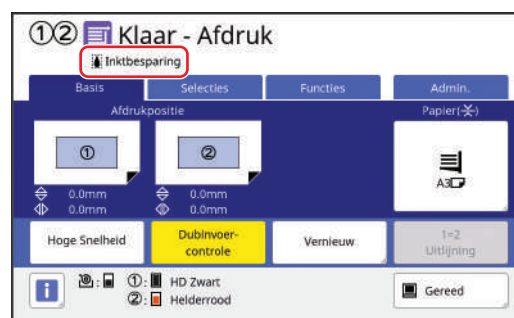 ①② Klaar - Afdruk
Inktbesparing
Basis Selecties Functies Admin.
Afdrukpositie Papier( )
① ②
A3
0.0mm 0.0mm
0.0mm 0.0mm
Hoge Snelheid Dubinvoer- Vernieuw 1=2
controle Uitlijning
i : ①: HD Zwart
②: Helderrood Gereed